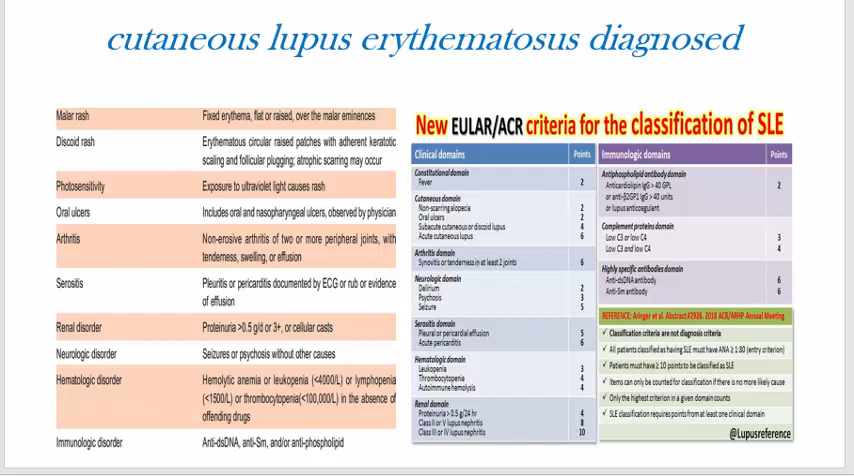 cutaneous lupus erythematosus diagnosed
Malar rash Fixed erythema, flat or raised, over the malar eminences
Discoid rash Erythematous circular raised patches with adherent keratotic
scaling and follicular plugging; atrophic scarring may occur
Photosensitivity Exposure to ultraviolet light causes rash
Oral ulcers Includes oral and nasopharyngeal ulcers, observed by physician
Arthritis Non-erosive arthritis of two or more peripheral joints, with
tenderness, swelling, or effusion
Serositis Pleuritis or pericarditis documented by ECG or rub or evidence
of effusion
Renal disorder Proteinuria >0.5 g/d or 3+, or cellular casts
Neurologic disorder Seizures or psychosis without other causes
Hematologic disorder Hemolytic anemia or leukopenia (<4000/L) or lymphopenia
(<1500/L) or thrombocytopenia(<100,000/L) in the absence of
offending drugs
Immunologic disorder Anti-dsDNA, anti-Sm, and/or anti-phospholipid
New EULAR/ACR criteria for the classification of SLE
Clinical domains Points
Constitutional domain
Fever 2
Cutaneous domain
Non-scarring alopecia 2
Oral ulcers 2
Subacute cutaneous or discoid lupus 4
Acute cutaneous lupus 6
Arthritis domain
Synovitis or tenderness in at least 2 joints 6
Neurologic domain
Delirium 2
Psychosis 3
Seizure 5
Serositis domain
Pleural or pericardial effusion 5
Acute pericarditis 6
Hematologic domain
Leukopenia 3
Thrombocytopenia 4
Autoimmune hemolysis 4
Renal domain
Proteinuria > 0.5 g/24 hr 4
Class II or V lupus nephritis 8
Class III or IV lupus nephritis 10
Immunologic domains Points
Antiphospholipid antibody domain
Anticardiolipin IgG > 40 GPL 2
or anti-β2GP1 IgG > 40 units
or lupus anticoagulant
Complement proteins domain
Low C3 or low C4 3
Low C3 and low C4 4
Highly specific antibodies domain
Anti-dsDNA antibody 6
Anti-Sm antibody 6
REFERENCE: Aringer et al. Abstract #2928. 2018 ACR/ARHP Annual Meeting
✓ Classification criteria are not diagnosis criteria
✓ All patients classified as having SLE must have ANA ≥ 1:80 (entry criterion)
✓ Patients must have ≥ 10 points to be classified as SLE
✓ Items can only be counted for classification if there is no more likely cause
✓ Only the highest criterion in a given domain counts
✓ SLE classification requires points from at least one clinical domain
@Lupusreference